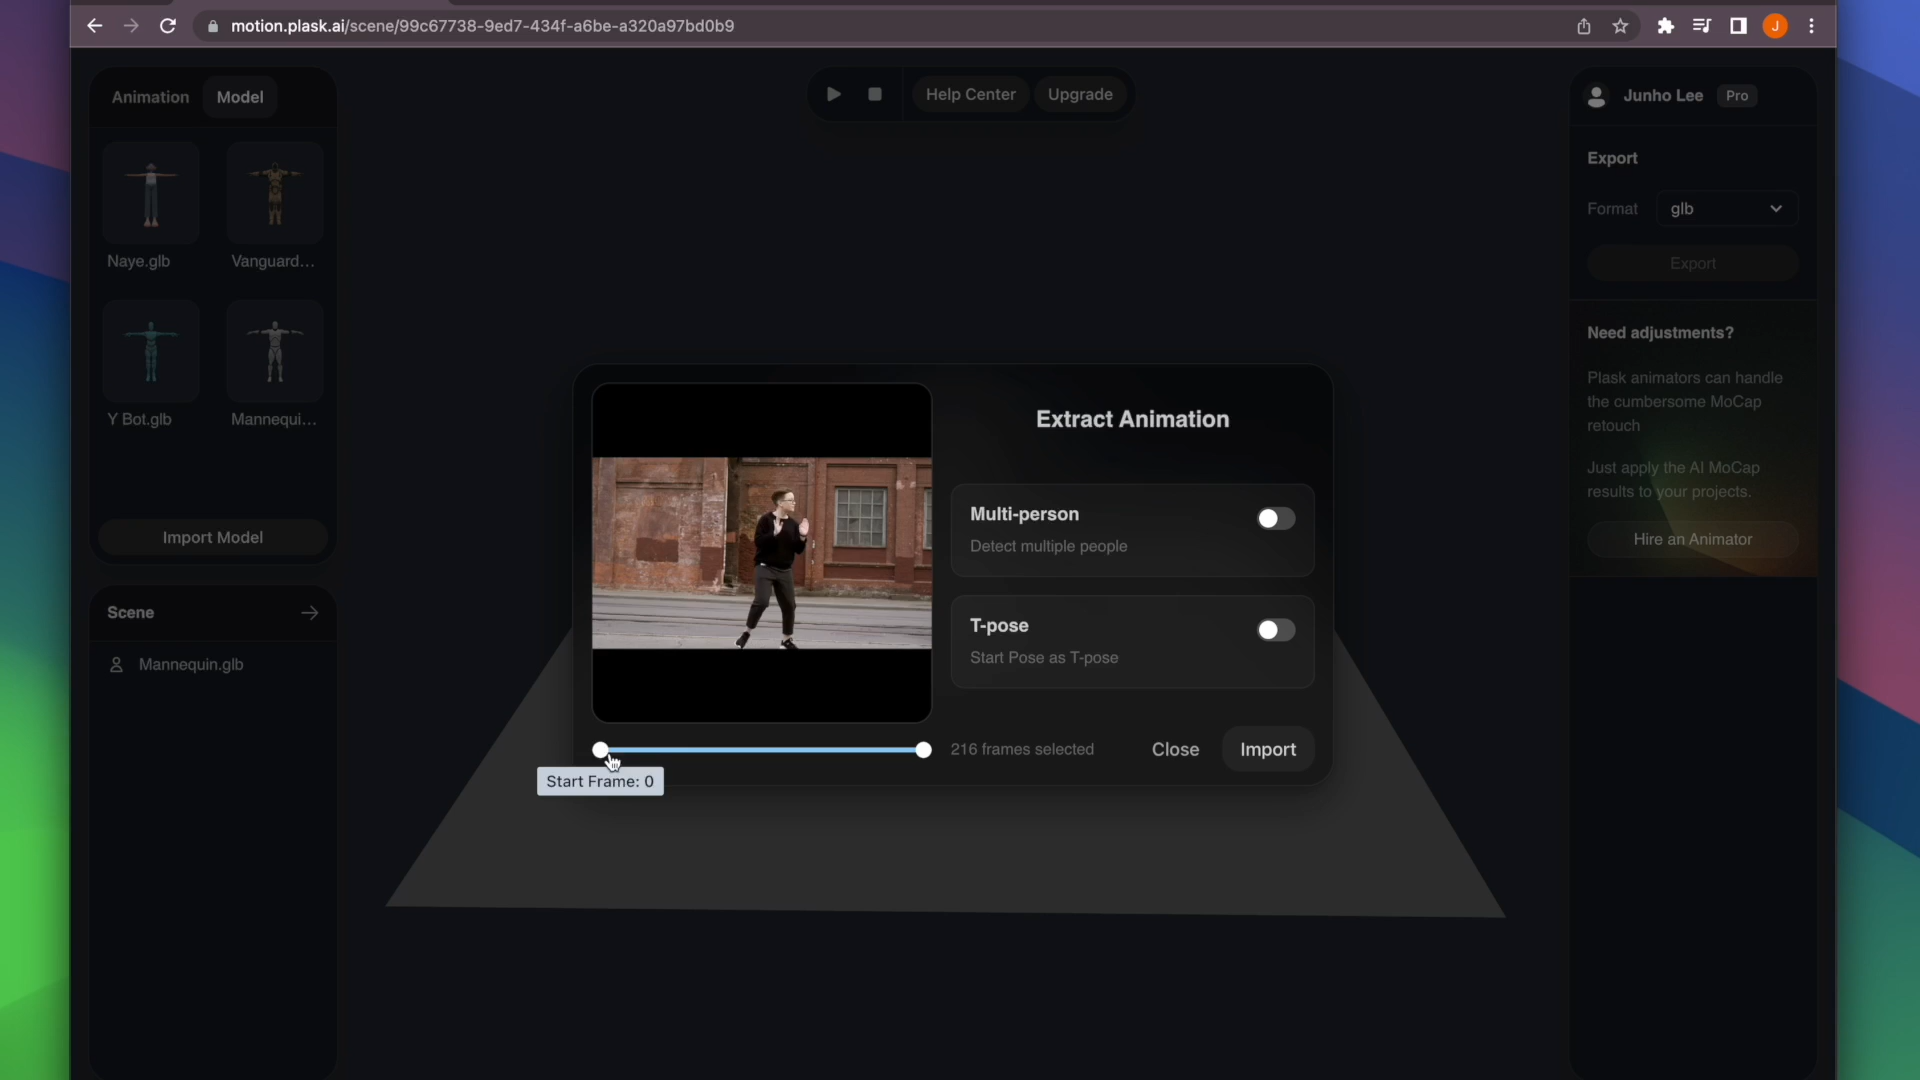 motion.plask.ai/scene/99c67738-9ed7-434f-a6be-a320a97bd0b9
J
Animation
Model
Help Center
Upgrade
Junho Lee
Pro
Naye.glb
Vanguard...
Y Bot.glb
Mannequi...
Import Model
Scene
Mannequin.glb
Extract Animation
Multi-person
Detect multiple people
T-pose
Start Pose as T-pose
216 frames selected
Close
Import
Start Frame: 0
Export
Format
glb
Export
Need adjustments?
Plask animators can handle
the cumbersome MoCap
retouch
Just apply the AI MoCap
results to your projects.
Hire an Animator